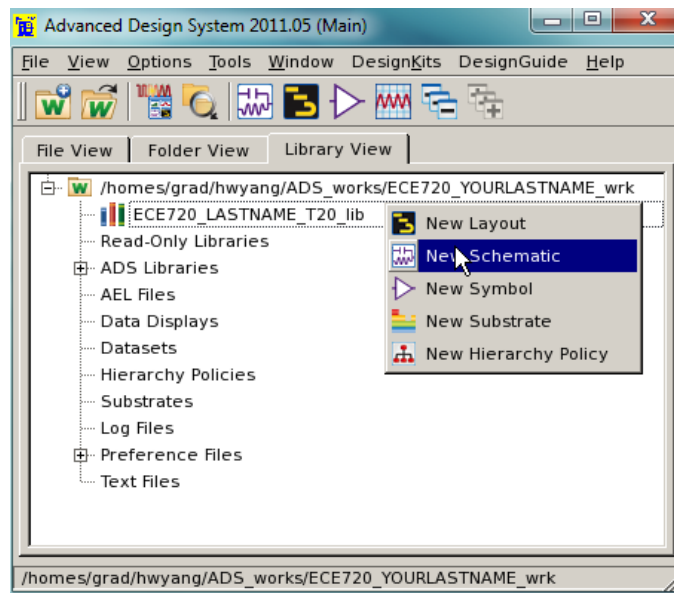 Advanced Design System 2011.05 (Main)
File View Options Tools Window DesignKits DesignGuide Help
File View Folder View Library View
/homes/grad/hwyang/ADS_works/ECE720_YOURLASTNAME_wrk
ECE720_LASTNAME_T20_lib
Read-Only Libraries
ADS Libraries
AEL Files
Data Displays
Datasets
Hierarchy Policies
Substrates
Log Files
Preference Files
Text Files
New Layout
New Schematic
New Symbol
New Substrate
New Hierarchy Policy
/homes/grad/hwyang/ADS_works/ECE720_YOURLASTNAME_wrk